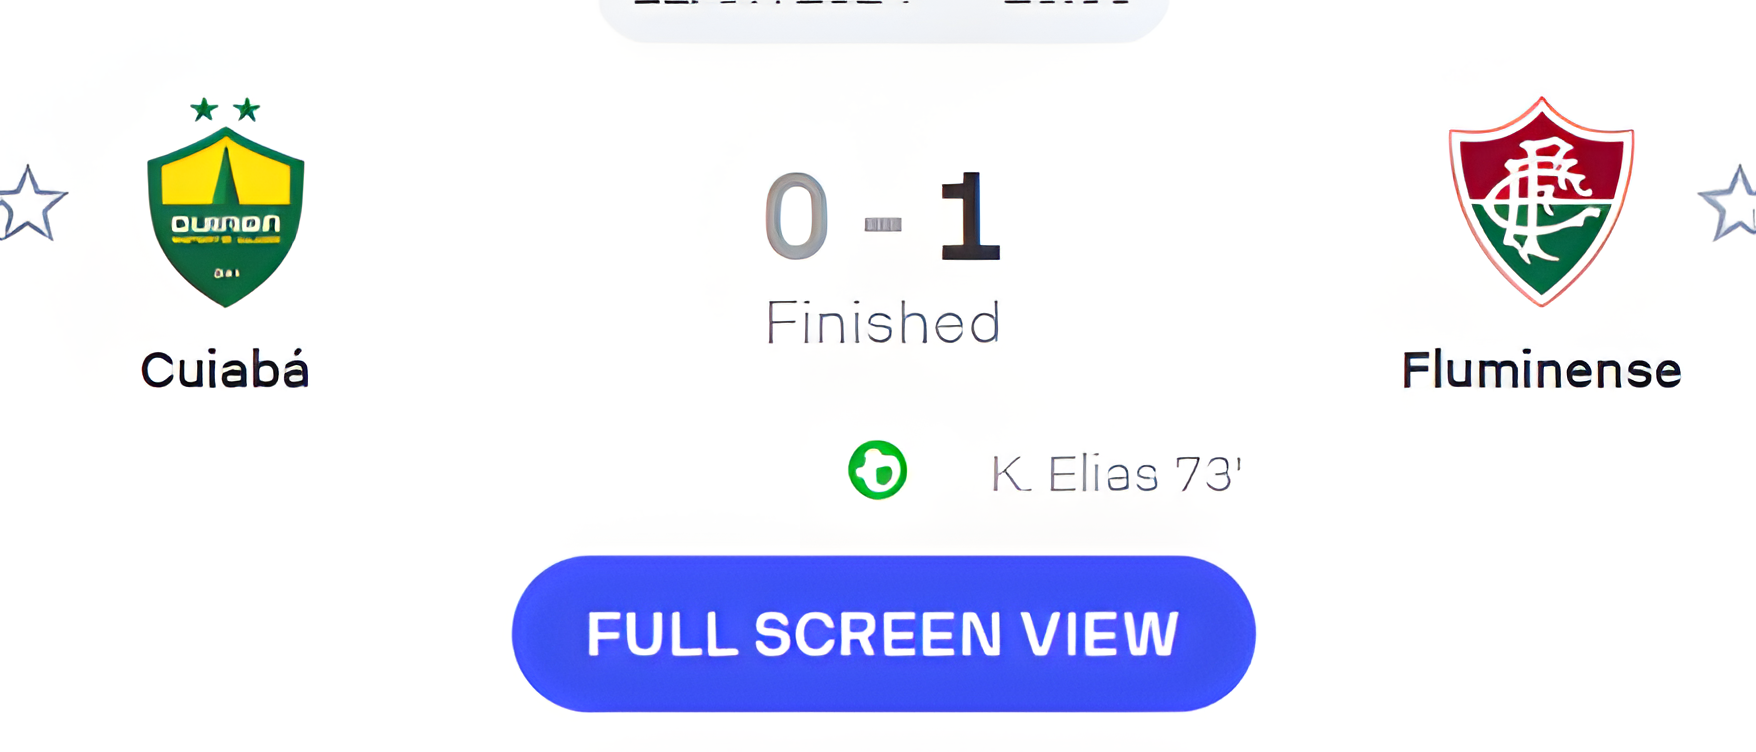 0 - 1
Finished
Cuiabá
Fluminense
K. Elias 73'
FULL SCREEN VIEW